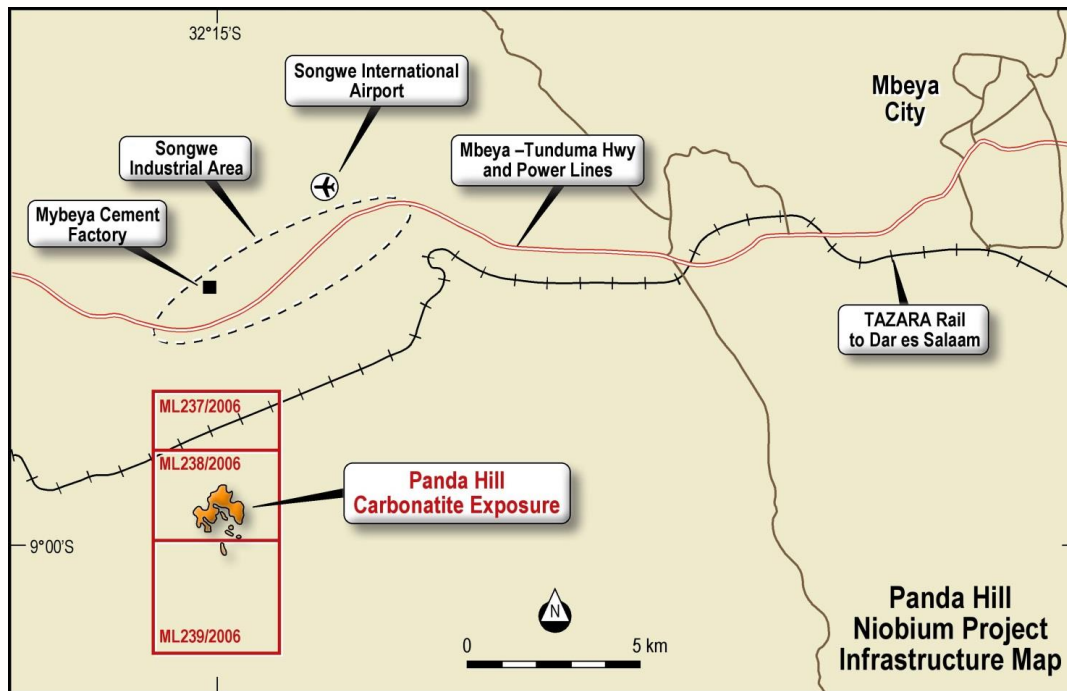 32°15'S
Songwe International
Airport
Mbeya
City
Songwe
Industrial Area
Mbeya –Tunduma Hwy
and Power Lines
Mybeya Cement
Factory
TAZARA Rail
to Dar es Salaam
ML237/2006
ML238/2006
Panda Hill
Carbonatite Exposure
9°00'S
ML239/2006
N
0 5 km
Panda Hill
Niobium Project
Infrastructure Map